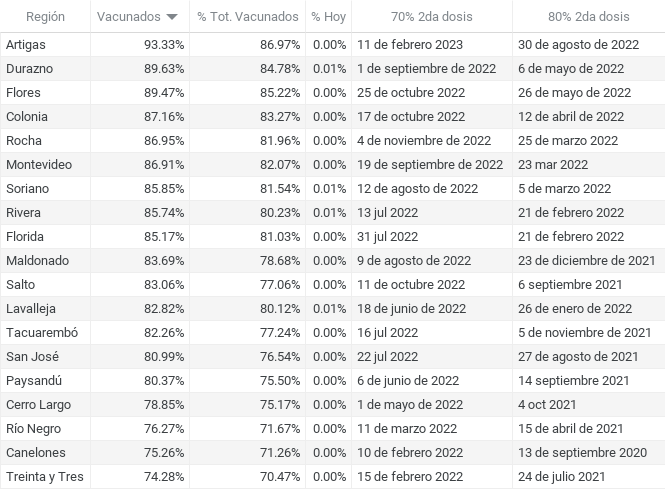 Región Vacunados % Tot. Vacunados % Hoy 70% 2da dosis 80% 2da dosis
Artigas 93.33% 86.97% 0.00% 11 de febrero 2023 30 de agosto de 2022
Durazno 89.63% 84.78% 0.01% 1 de septiembre de 2022 6 de mayo de 2022
Flores 89.47% 85.22% 0.00% 25 de octubre 2022 26 de mayo de 2022
Colonia 87.16% 83.27% 0.00% 17 de octubre 2022 12 de abril de 2022
Rocha 86.95% 81.96% 0.00% 4 de noviembre de 2022 25 de marzo 2022
Montevideo 86.91% 82.07% 0.00% 19 de septiembre de 2022 23 mar 2022
Soriano 85.85% 81.54% 0.01% 12 de agosto de 2022 5 de marzo 2022
Rivera 85.74% 80.23% 0.01% 13 jul 2022 21 de febrero 2022
Florida 85.17% 81.03% 0.00% 31 jul 2022 21 de febrero 2022
Maldonado 83.69% 78.68% 0.00% 9 de agosto de 2022 23 de diciembre de 2021
Salto 83.06% 77.06% 0.00% 11 de octubre 2022 6 septiembre 2021
Lavalleja 82.82% 80.12% 0.01% 18 de junio de 2022 26 de enero de 2022
Tacuarembó 82.26% 77.24% 0.00% 16 jul 2022 5 de noviembre de 2021
San José 80.99% 76.54% 0.00% 22 jul 2022 27 de agosto de 2021
Paysandú 80.37% 75.50% 0.00% 6 de junio de 2022 14 septiembre 2021
Cerro Largo 78.85% 75.17% 0.00% 1 de mayo de 2022 4 oct 2021
Río Negro 76.27% 71.67% 0.00% 11 de marzo 2022 15 de abril de 2021
Canelones 75.26% 71.26% 0.00% 10 de febrero 2022 13 de septiembre 2020
Treinta y Tres 74.28% 70.47% 0.00% 15 de febrero 2022 24 de julio 2021